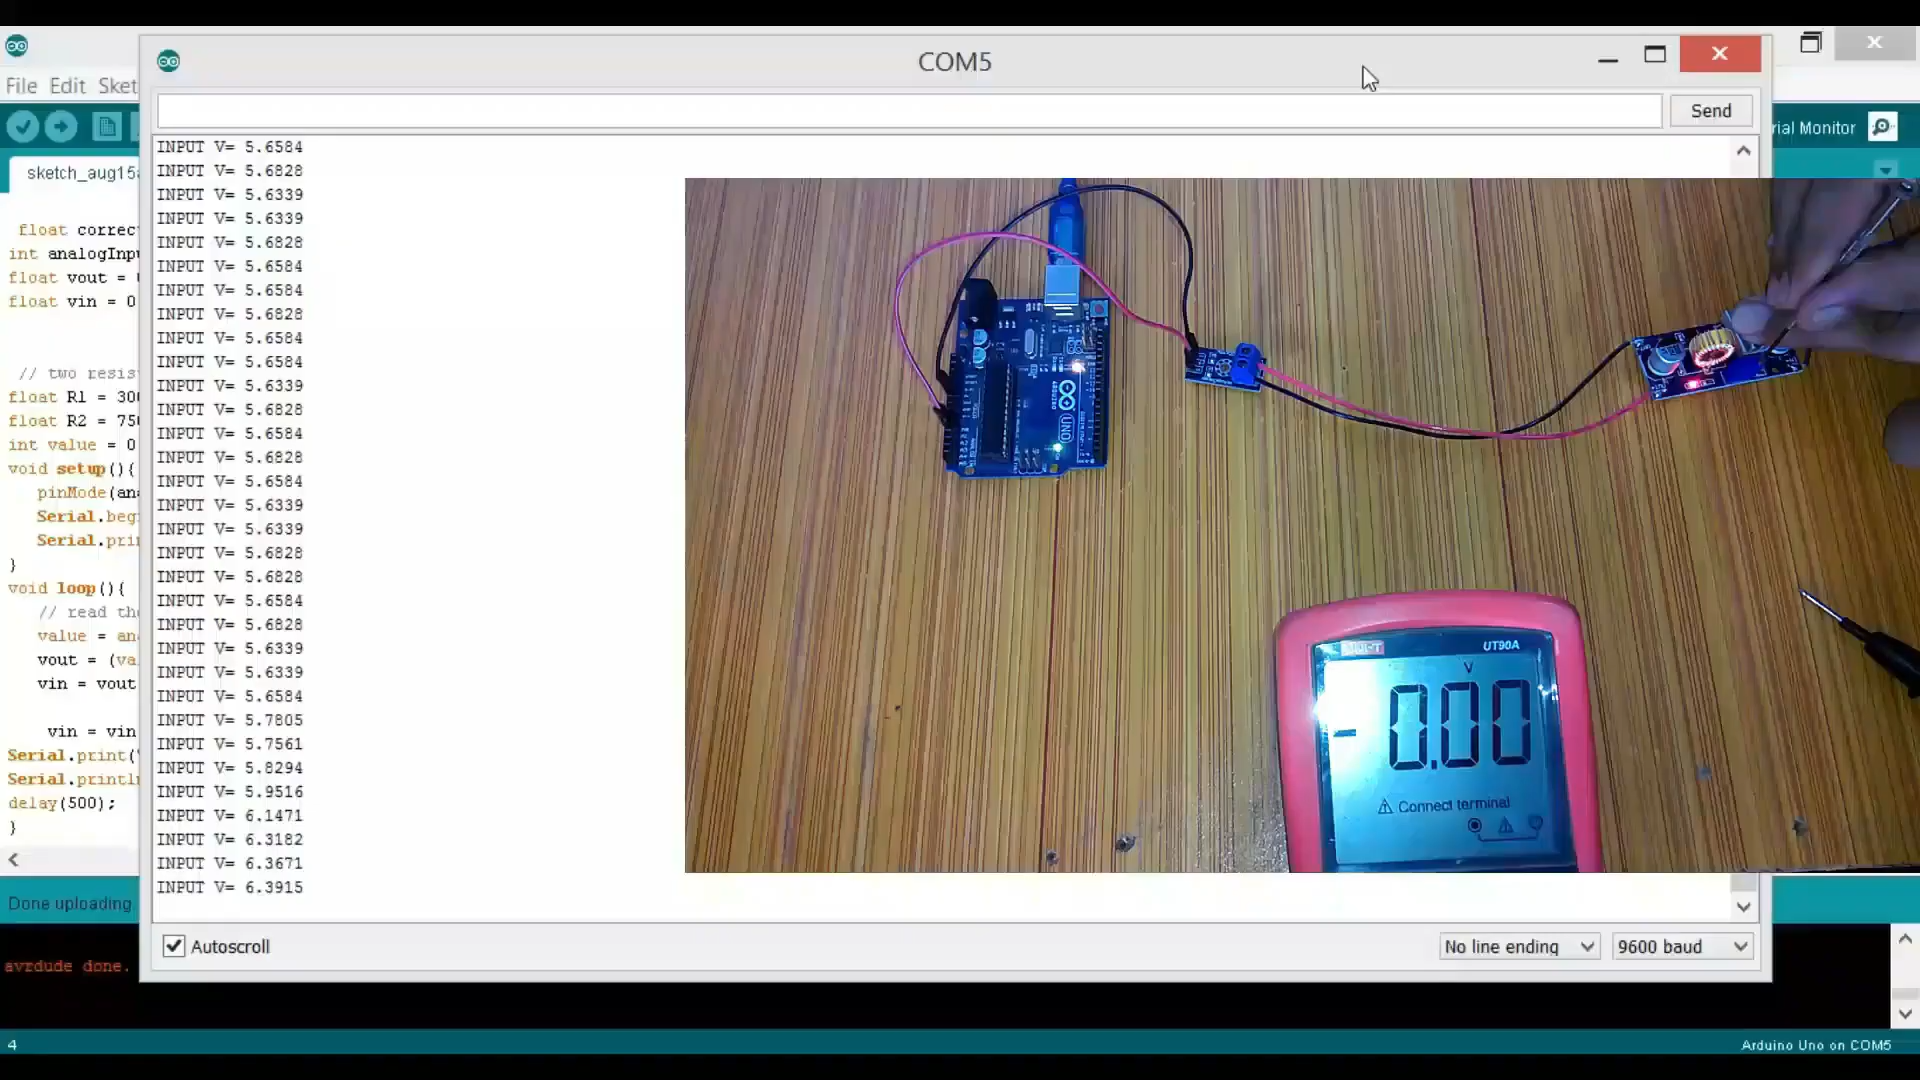 COM5
File Edit Sket
Send
rial Monitor
sketch_aug15a
INPUT V= 5.6584
INPUT V= 5.6828
INPUT V= 5.6339
INPUT V= 5.6339
INPUT V= 5.6828
INPUT V= 5.6584
INPUT V= 5.6584
INPUT V= 5.6828
INPUT V= 5.6584
INPUT V= 5.6584
INPUT V= 5.6339
INPUT V= 5.6828
INPUT V= 5.6584
INPUT V= 5.6828
INPUT V= 5.6584
INPUT V= 5.6339
INPUT V= 5.6339
INPUT V= 5.6828
INPUT V= 5.6828
INPUT V= 5.6584
INPUT V= 5.6828
INPUT V= 5.6339
INPUT V= 5.6339
INPUT V= 5.6584
INPUT V= 5.7805
INPUT V= 5.7561
INPUT V= 5.8294
INPUT V= 5.9516
INPUT V= 6.1471
INPUT V= 6.3182
INPUT V= 6.3671
INPUT V= 6.3915
float correc
int analogInpu
float vout =
float vin = 0
// two resis
float R1 = 300
float R2 = 750
int value = 0
void setup(){
pinMode(ana
Serial.beg
Serial.prin
}
void loop(){
// read the
value = an
vout = (va
vin = vout
vin = vin
Serial.print("
Serial.println
delay(500);
}
UNO
UT90A
V
- 0.00
Connect terminal
Done uploading.
Autoscroll
No line ending
9600 baud
avrdude done.
4
Arduino Uno on COM5